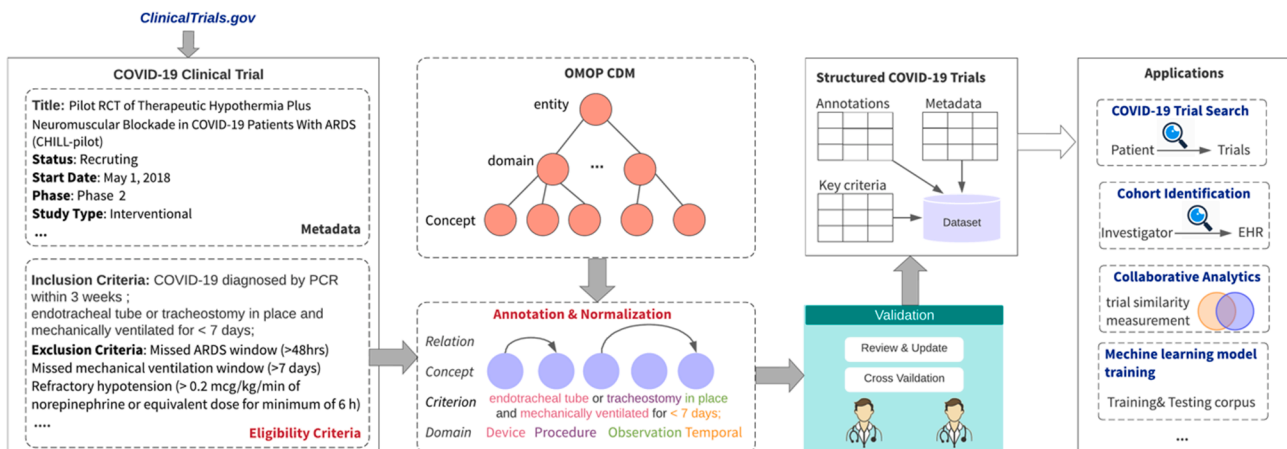 ClinicalTrials.gov
COVID-19 Clinical Trial
Title: Pilot RCT of Therapeutic Hypothermia Plus
Neuromuscular Blockade in COVID-19 Patients With ARDS
(CHILL-pilot)
Status: Recruting
Start Date: May 1, 2018
Phase: Phase 2
Study Type: Interventional
...
Metadata
Inclusion Criteria: COVID-19 diagnosed by PCR
within 3 weeks ;
endotracheal tube or tracheostomy in place and
mechanically ventilated for < 7 days;
Exclusion Criteria: Missed ARDS window (>48hrs)
Missed mechanical ventilation window (>7 days)
Refractory hypotension (> 0.2 mcg/kg/min of
norepinephrine or equivalent dose for minimum of 6 h)
....
Eligibility Criteria
OMOP CDM
entity
domain
...
Concept
Annotation & Normalization
Relation
Concept
Criterion
endotracheal tube or tracheostomy in place
and mechanically ventilated for < 7 days;
Domain
Device Procedure Observation Temporal
Structured COVID-19 Trials
Annotations
Metadata
Key criteria
Dataset
Validation
Review & Update
Cross Vaildation
Applications
COVID-19 Trial Search
Patient
Trials
Cohort Identification
Investigator
EHR
Collaborative Analytics
trial similarity
measurement
Mechine learning model
training
Training& Testing corpus
...